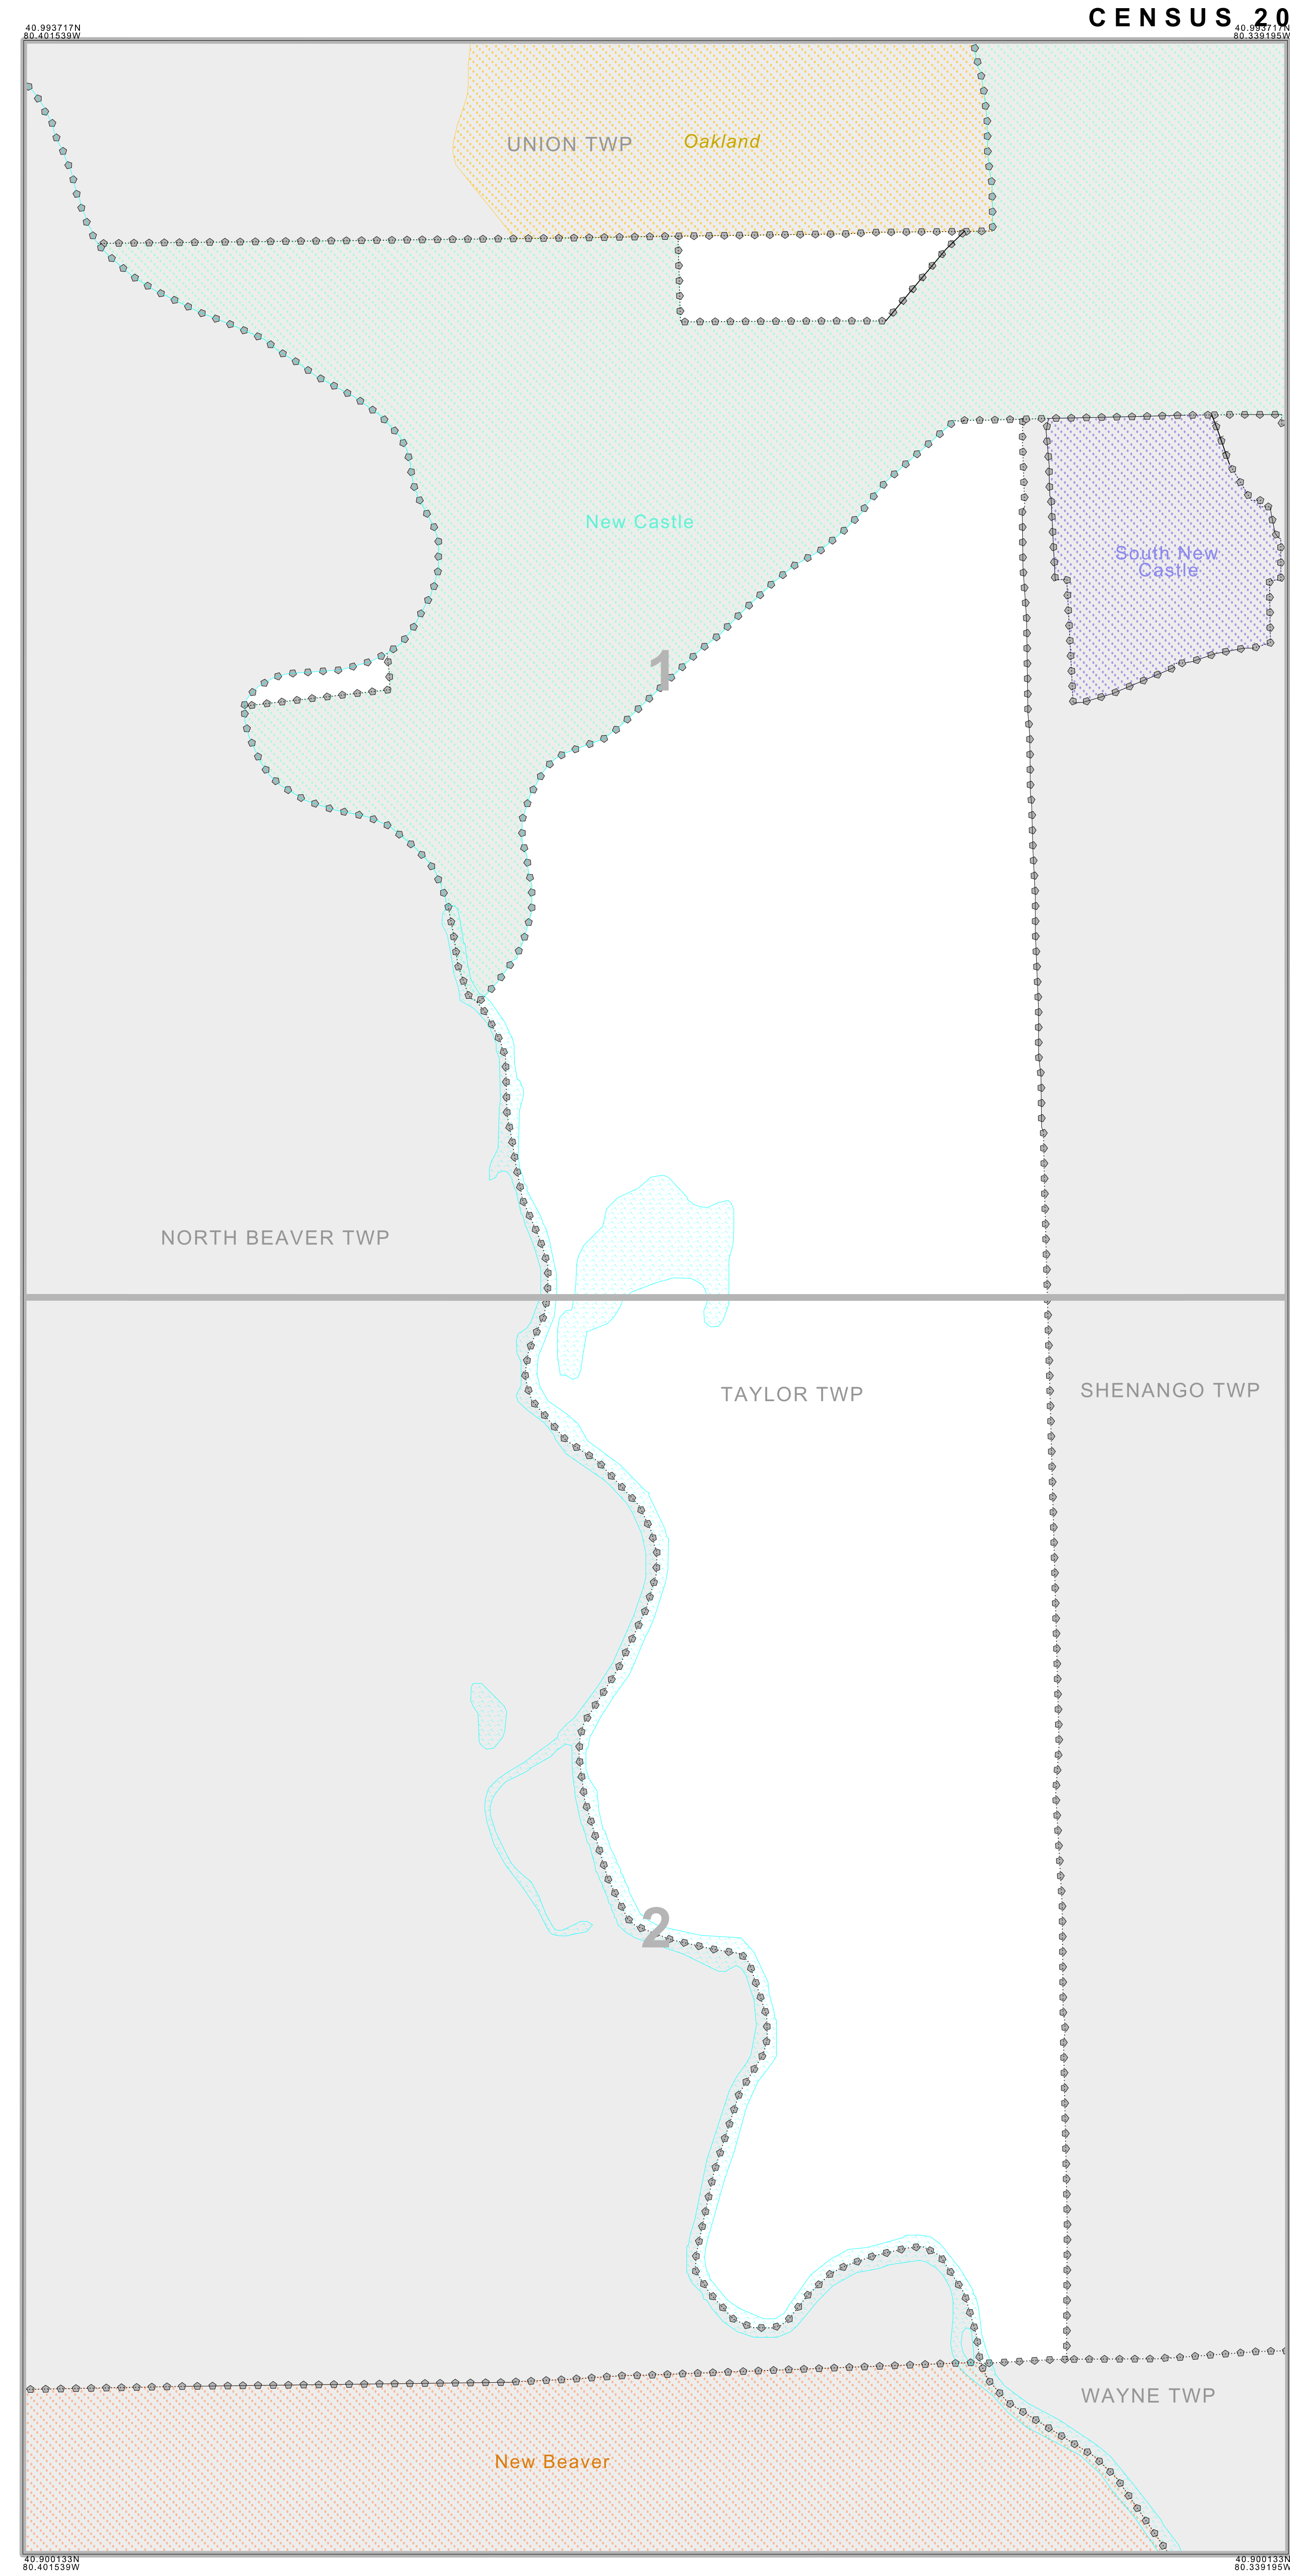 CENSUS 20
40.993717N
80.401539W
40.993717N
80.339195W
UNION TWP
Oakland
New Castle
South New
Castle
1
NORTH BEAVER TWP
TAYLOR TWP
SHENANGO TWP
2
WAYNE TWP
New Beaver
40.900133N
80.401539W
40.900133N
80.339195W